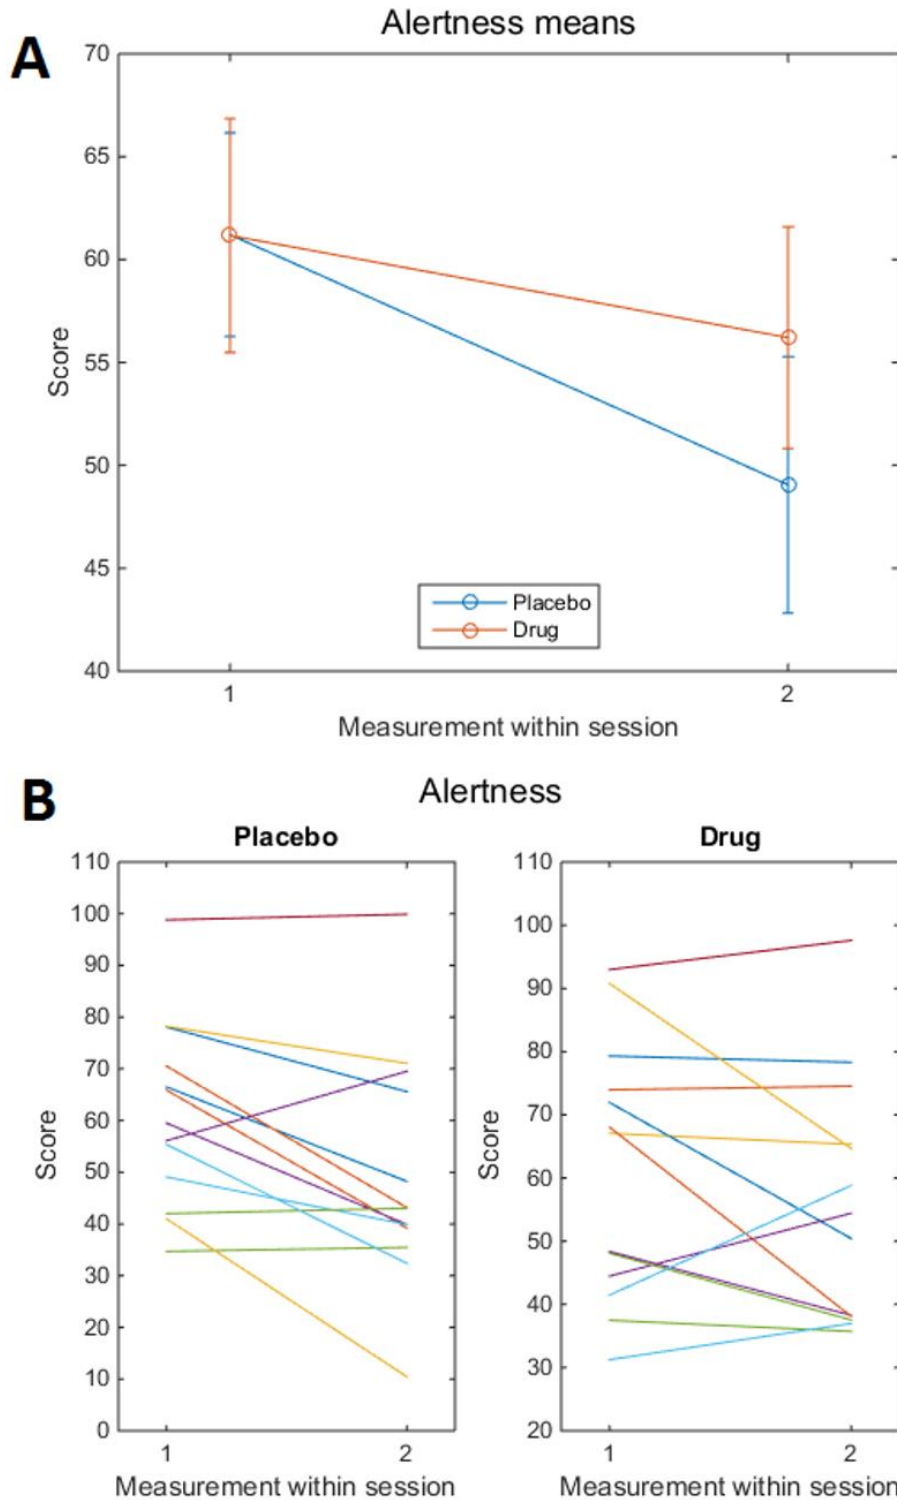 A
Alertness means
70
65
60
55
50
45
40
Score
Placebo
Drug
1 2
Measurement within session
B
Alertness
Placebo
110
100
90
80
70
60
50
40
30
20
10
0
Score
1 2
Measurement within session
Drug
110
100
90
80
70
60
50
40
30
20
Score
1 2
Measurement within session